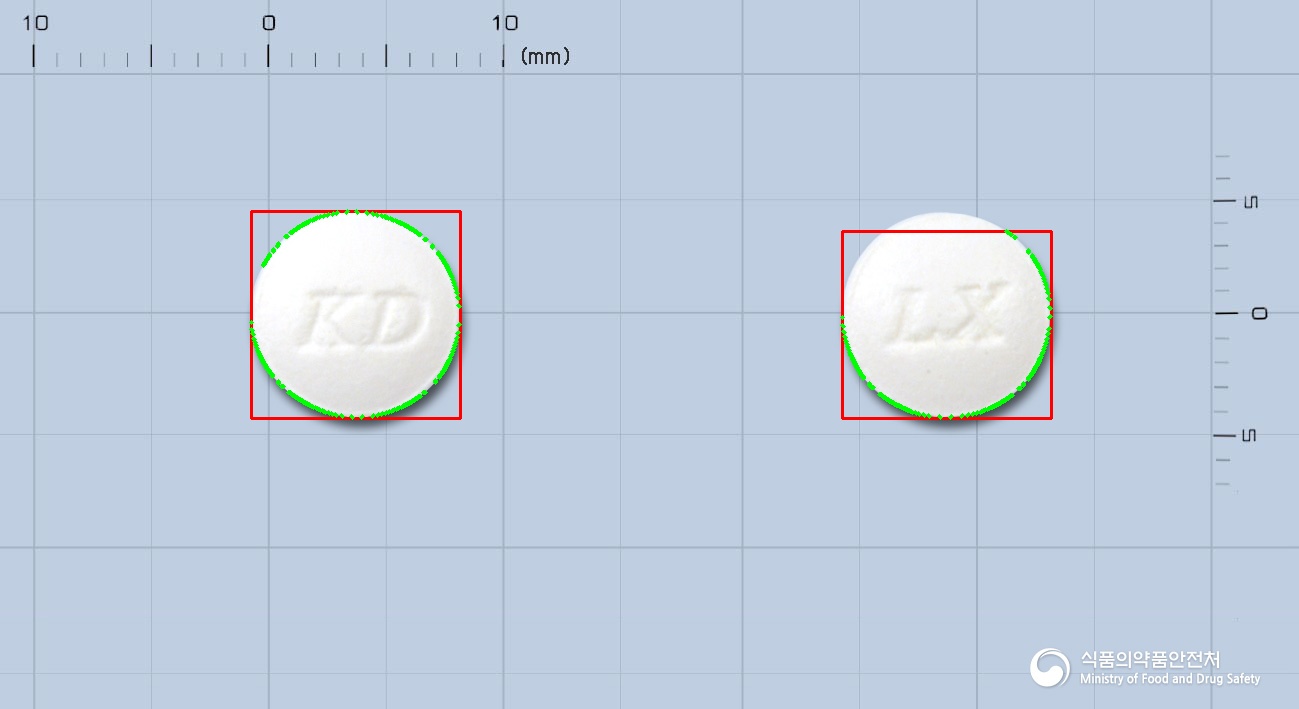 10 0 10
(mm)
5
0
5
KD
LX
식품의약품안전처
Ministry of Food and Drug Safety